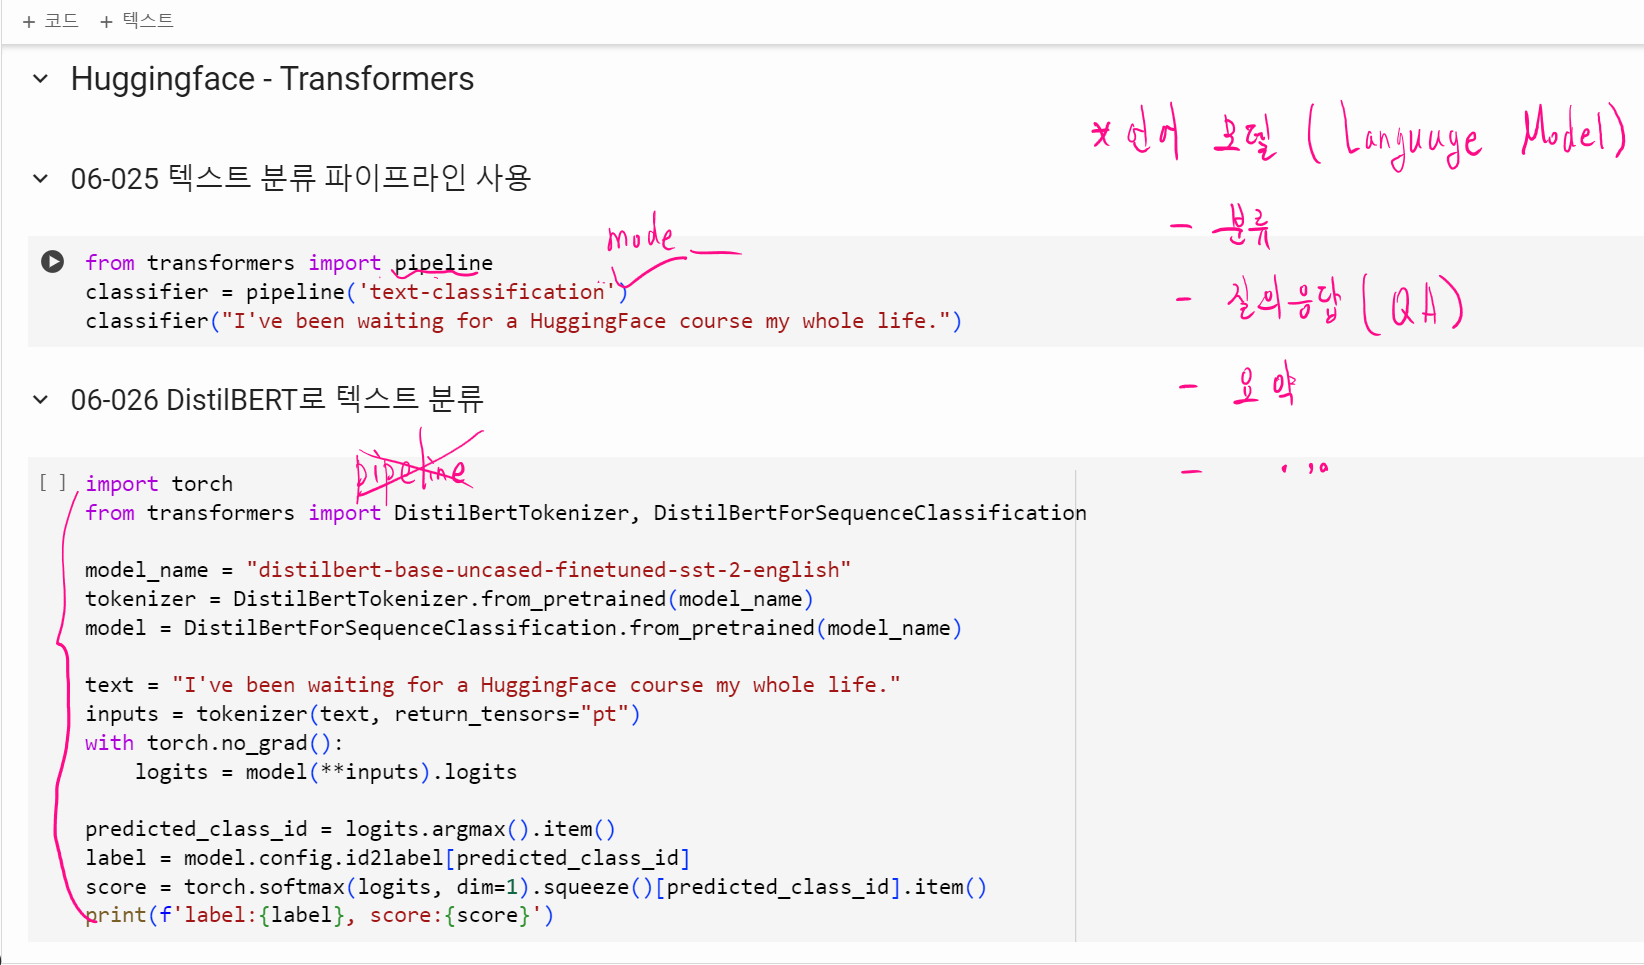 + 코드 + 텍스트
Huggingface - Transformers
* 언어 모델 (Languuge Model)
06-025 텍스트 분류 파이프라인 사용
- 분류
mode
from transformers import pipeline
classifier = pipeline('text-classification')
- 질의응답 (QA)
classifier("I've been waiting for a HuggingFace course my whole life.")
- 요약
06-026 DistilBERT로 텍스트 분류
pipeline
- ...
[ ] import torch
from transformers import DistilBertTokenizer, DistilBertForSequenceClassification
model_name = "distilbert-base-uncased-finetuned-sst-2-english"
tokenizer = DistilBertTokenizer.from_pretrained(model_name)
model = DistilBertForSequenceClassification.from_pretrained(model_name)
text = "I've been waiting for a HuggingFace course my whole life."
inputs = tokenizer(text, return_tensors="pt")
with torch.no_grad():
    logits = model(**inputs).logits
predicted_class_id = logits.argmax().item()
label = model.config.id2label[predicted_class_id]
score = torch.softmax(logits, dim=1).squeeze()[predicted_class_id].item()
print(f'label:{label}, score:{score}')